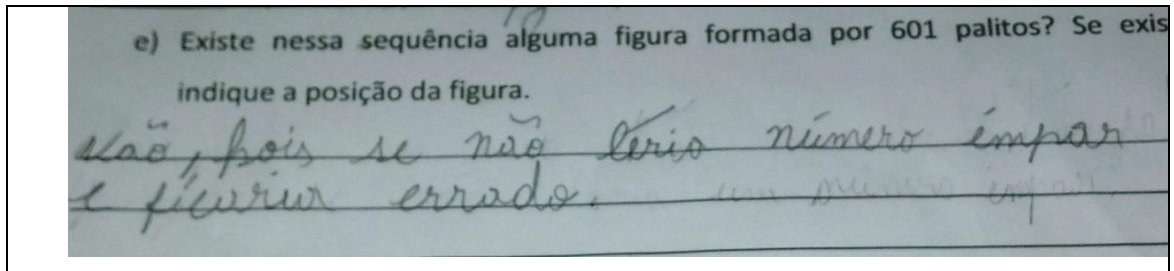 e) Existe nessa sequência alguma figura formada por 601 palitos? Se exis
indique a posição da figura.
Não, pois se não teria número ímpar
e ficaria errado.